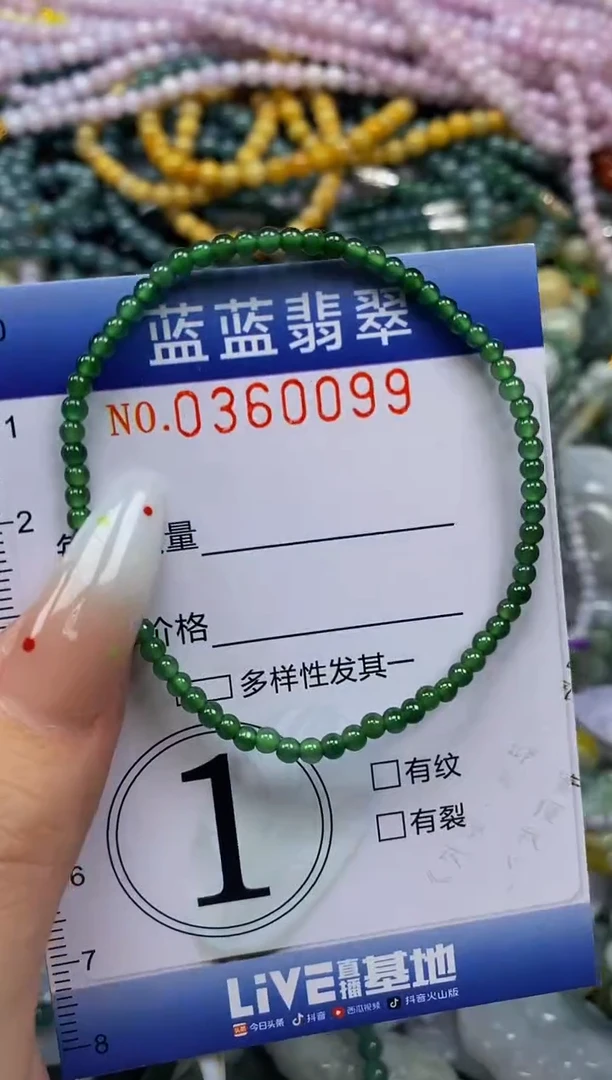 蓝蓝翡翠
NO.0360099
量
价格
多样性发其一
1
有纹
有裂
LiVE直播基地
今日头条 抖音 西瓜视频 抖音火山版
0
1
2
6
7
8